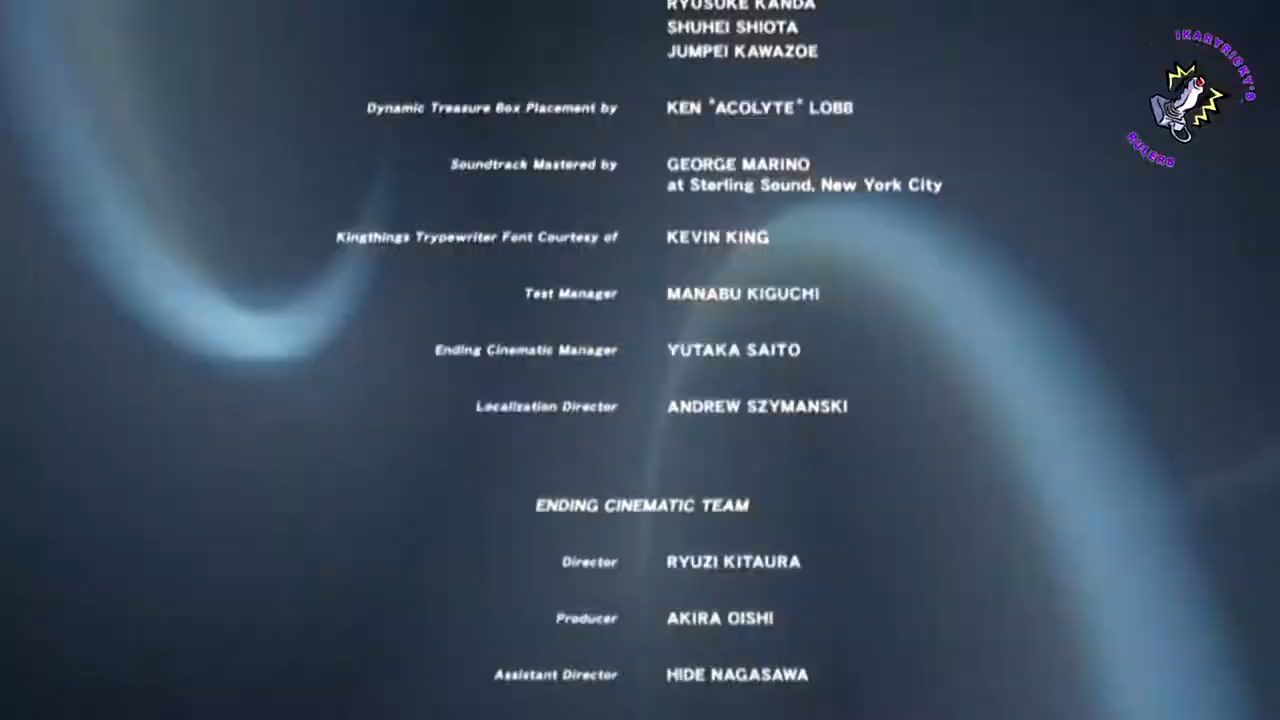 RYUSUKE KANDA
SHUHEI SHIOTA
JUMPEI KAWAZOE
Dynamic Treasure Box Placement by KEN "ACOLYTE" LOBB
Soundtrack Mastered by GEORGE MARINO
at Sterling Sound, New York City
Kingthings Trypewriter Font Courtesy of KEVIN KING
Test Manager MANABU KIGUCHI
Ending Cinematic Manager YUTAKA SAITO
Localization Director ANDREW SZYMANSKI
ENDING CINEMATIC TEAM
Director RYUZI KITAURA
Producer AKIRA OISHI
Assistant Director HIDE NAGASAWA
IKARYRICKY'S
RULERS